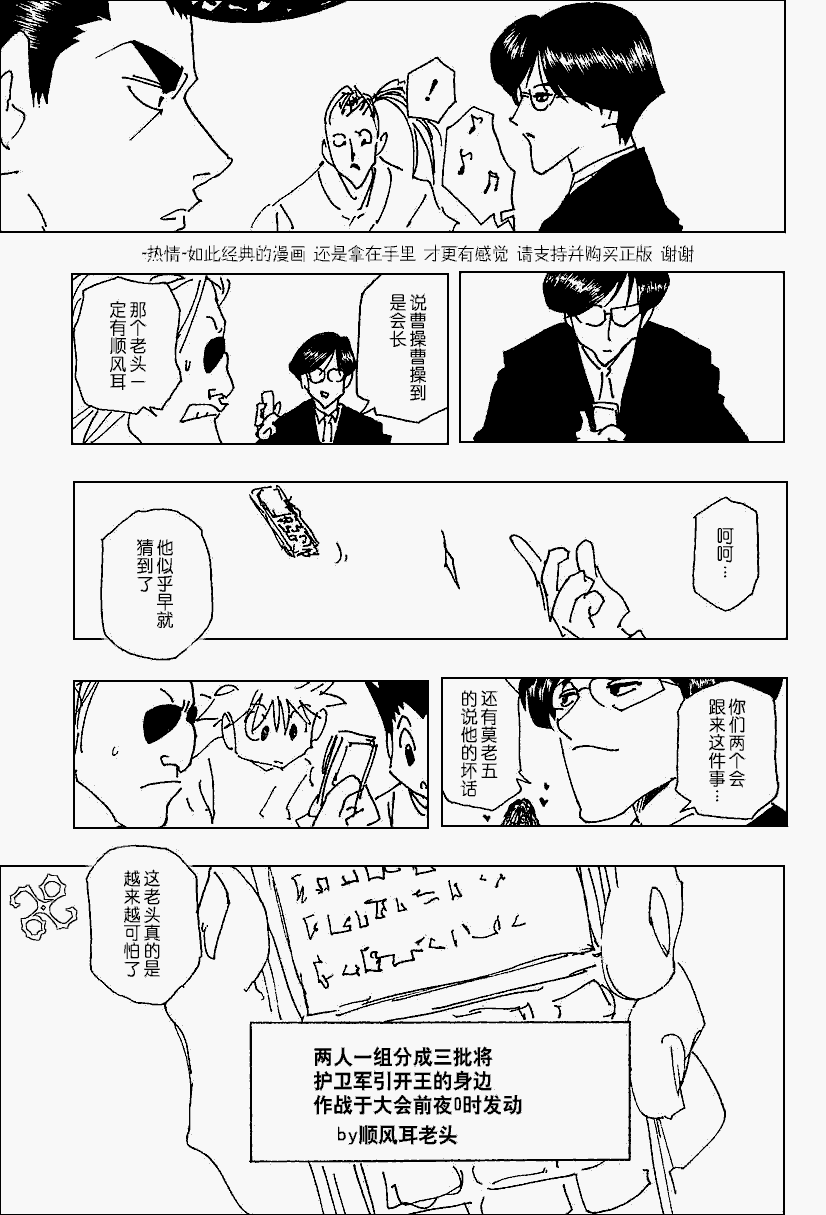 !
-热情-如此经典的漫画 还是拿在手里 才更有感觉 请支持并购买正版 谢谢
说曹操曹操到
是会长
那个老头一
定有顺风耳
呵呵…
他似乎早就
猜到了
你们两个会
跟来这件事…
还有莫老五
的说他的坏话
这老头真的是
越来越可怕了
两人一组分成三批将
护卫军引开王的身边
作战于大会前夜0时发动
by顺风耳老头